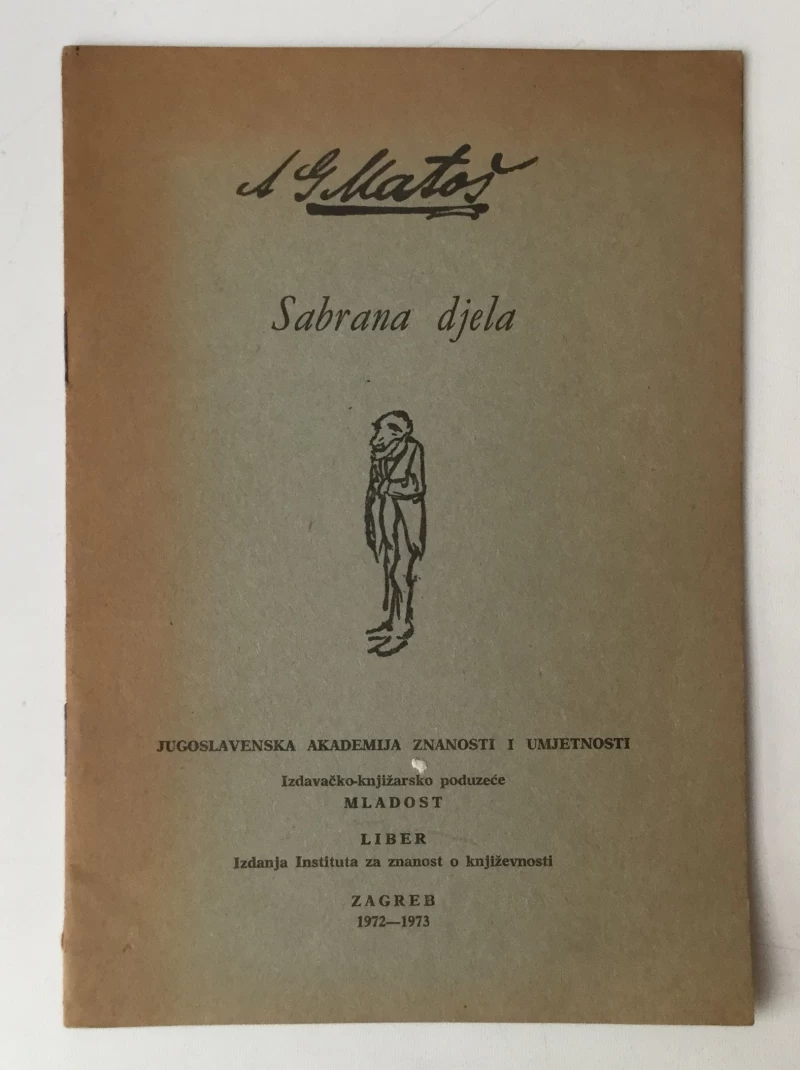 A G Matoš
Sabrana djela
JUGOSLAVENSKA AKADEMIJA ZNANOSTI I UMJETNOSTI
Izdavačko-knjižarsko poduzeće
MLADOST
LIBER
Izdanja Instituta za znanost o književnosti
ZAGREB
1972—1973